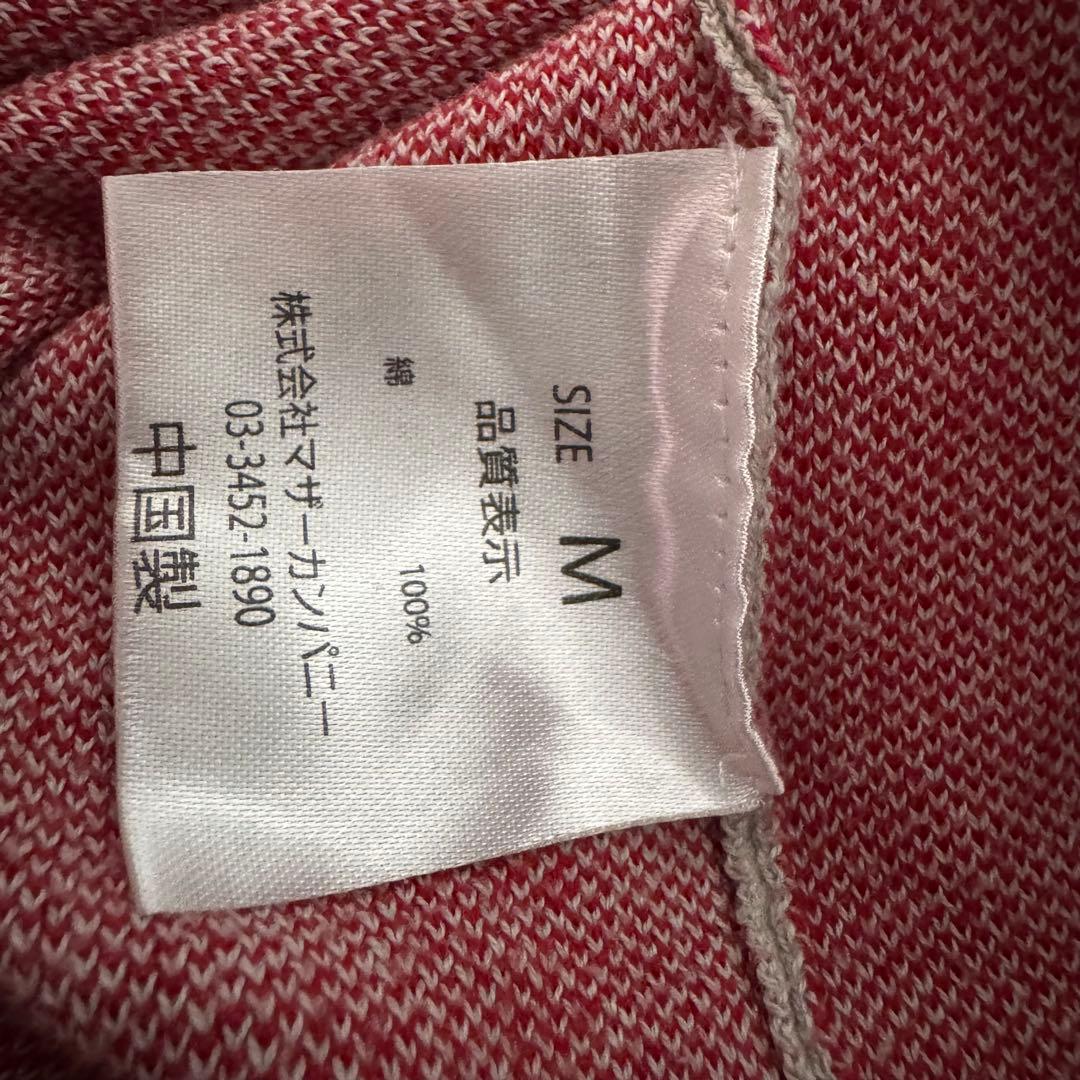 SIZE M
品質表示
綿 100%
株式会社マザーカンパニー
03-3452-1890
中国製